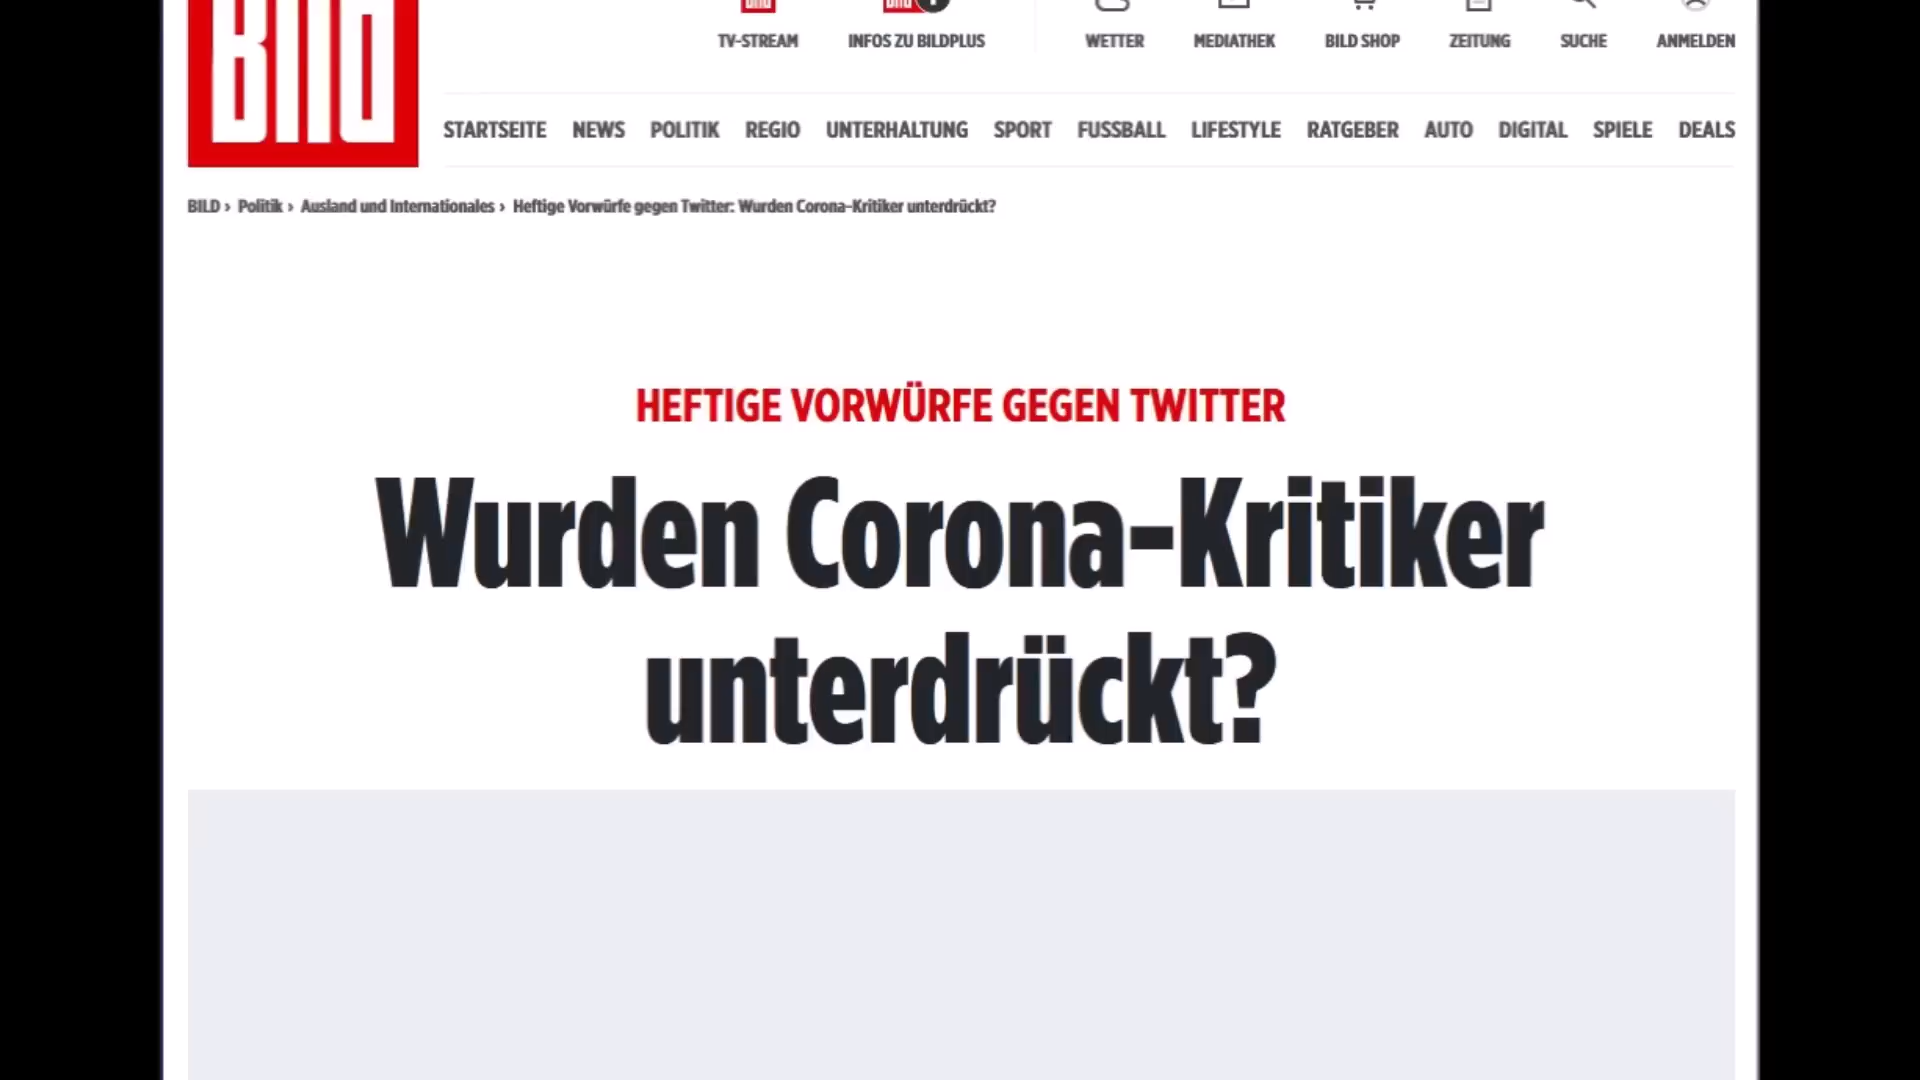 BILD
TV-STREAM INFOS ZU BILDPLUS WETTER MEDIATHEK BILD SHOP ZEITUNG SUCHE ANMELDEN
STARTSEITE NEWS POLITIK REGIO UNTERHALTUNG SPORT FUSSBALL LIFESTYLE RATGEBER AUTO DIGITAL SPIELE DEALS
BILD › Politik › Ausland und Internationales › Heftige Vorwürfe gegen Twitter: Wurden Corona-Kritiker unterdrückt?
HEFTIGE VORWÜRFE GEGEN TWITTER
Wurden Corona-Kritiker
unterdrückt?